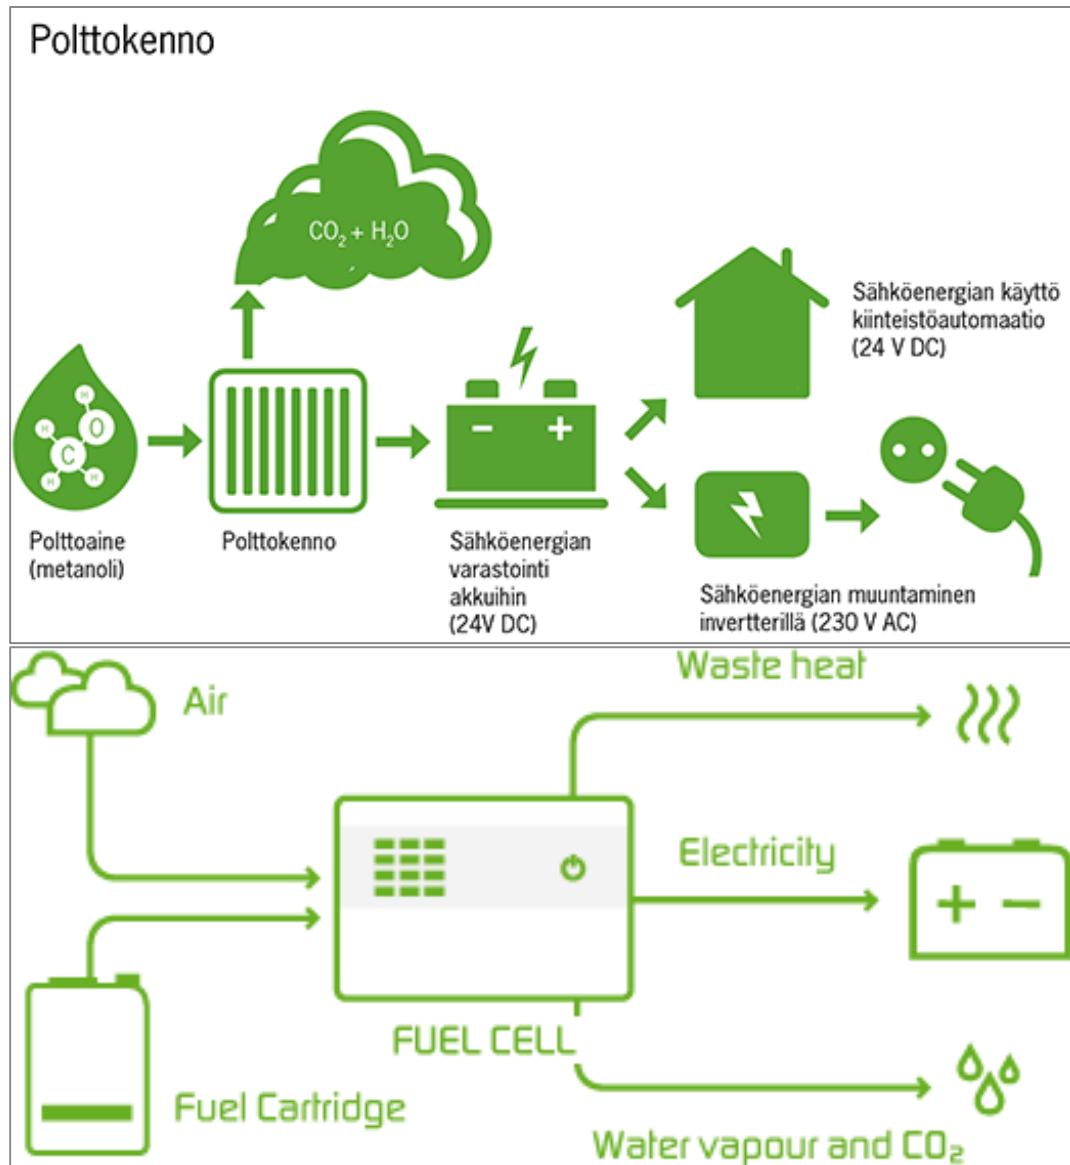 Polttokenno
CO₂ + H₂O
H
H
O
C
H
H
Polttoaine
(metanoli)
Polttokenno
− +
Sähköenergian
varastointi
akkuihin
(24V DC)
Sähköenergian käyttö
kiinteistöautomaatio
(24 V DC)
Sähköenergian muuntaminen
invertterillä (230 V AC)
Air
Waste heat
Electricity
+ −
FUEL CELL
Fuel Cartridge
Water vapour and CO₂